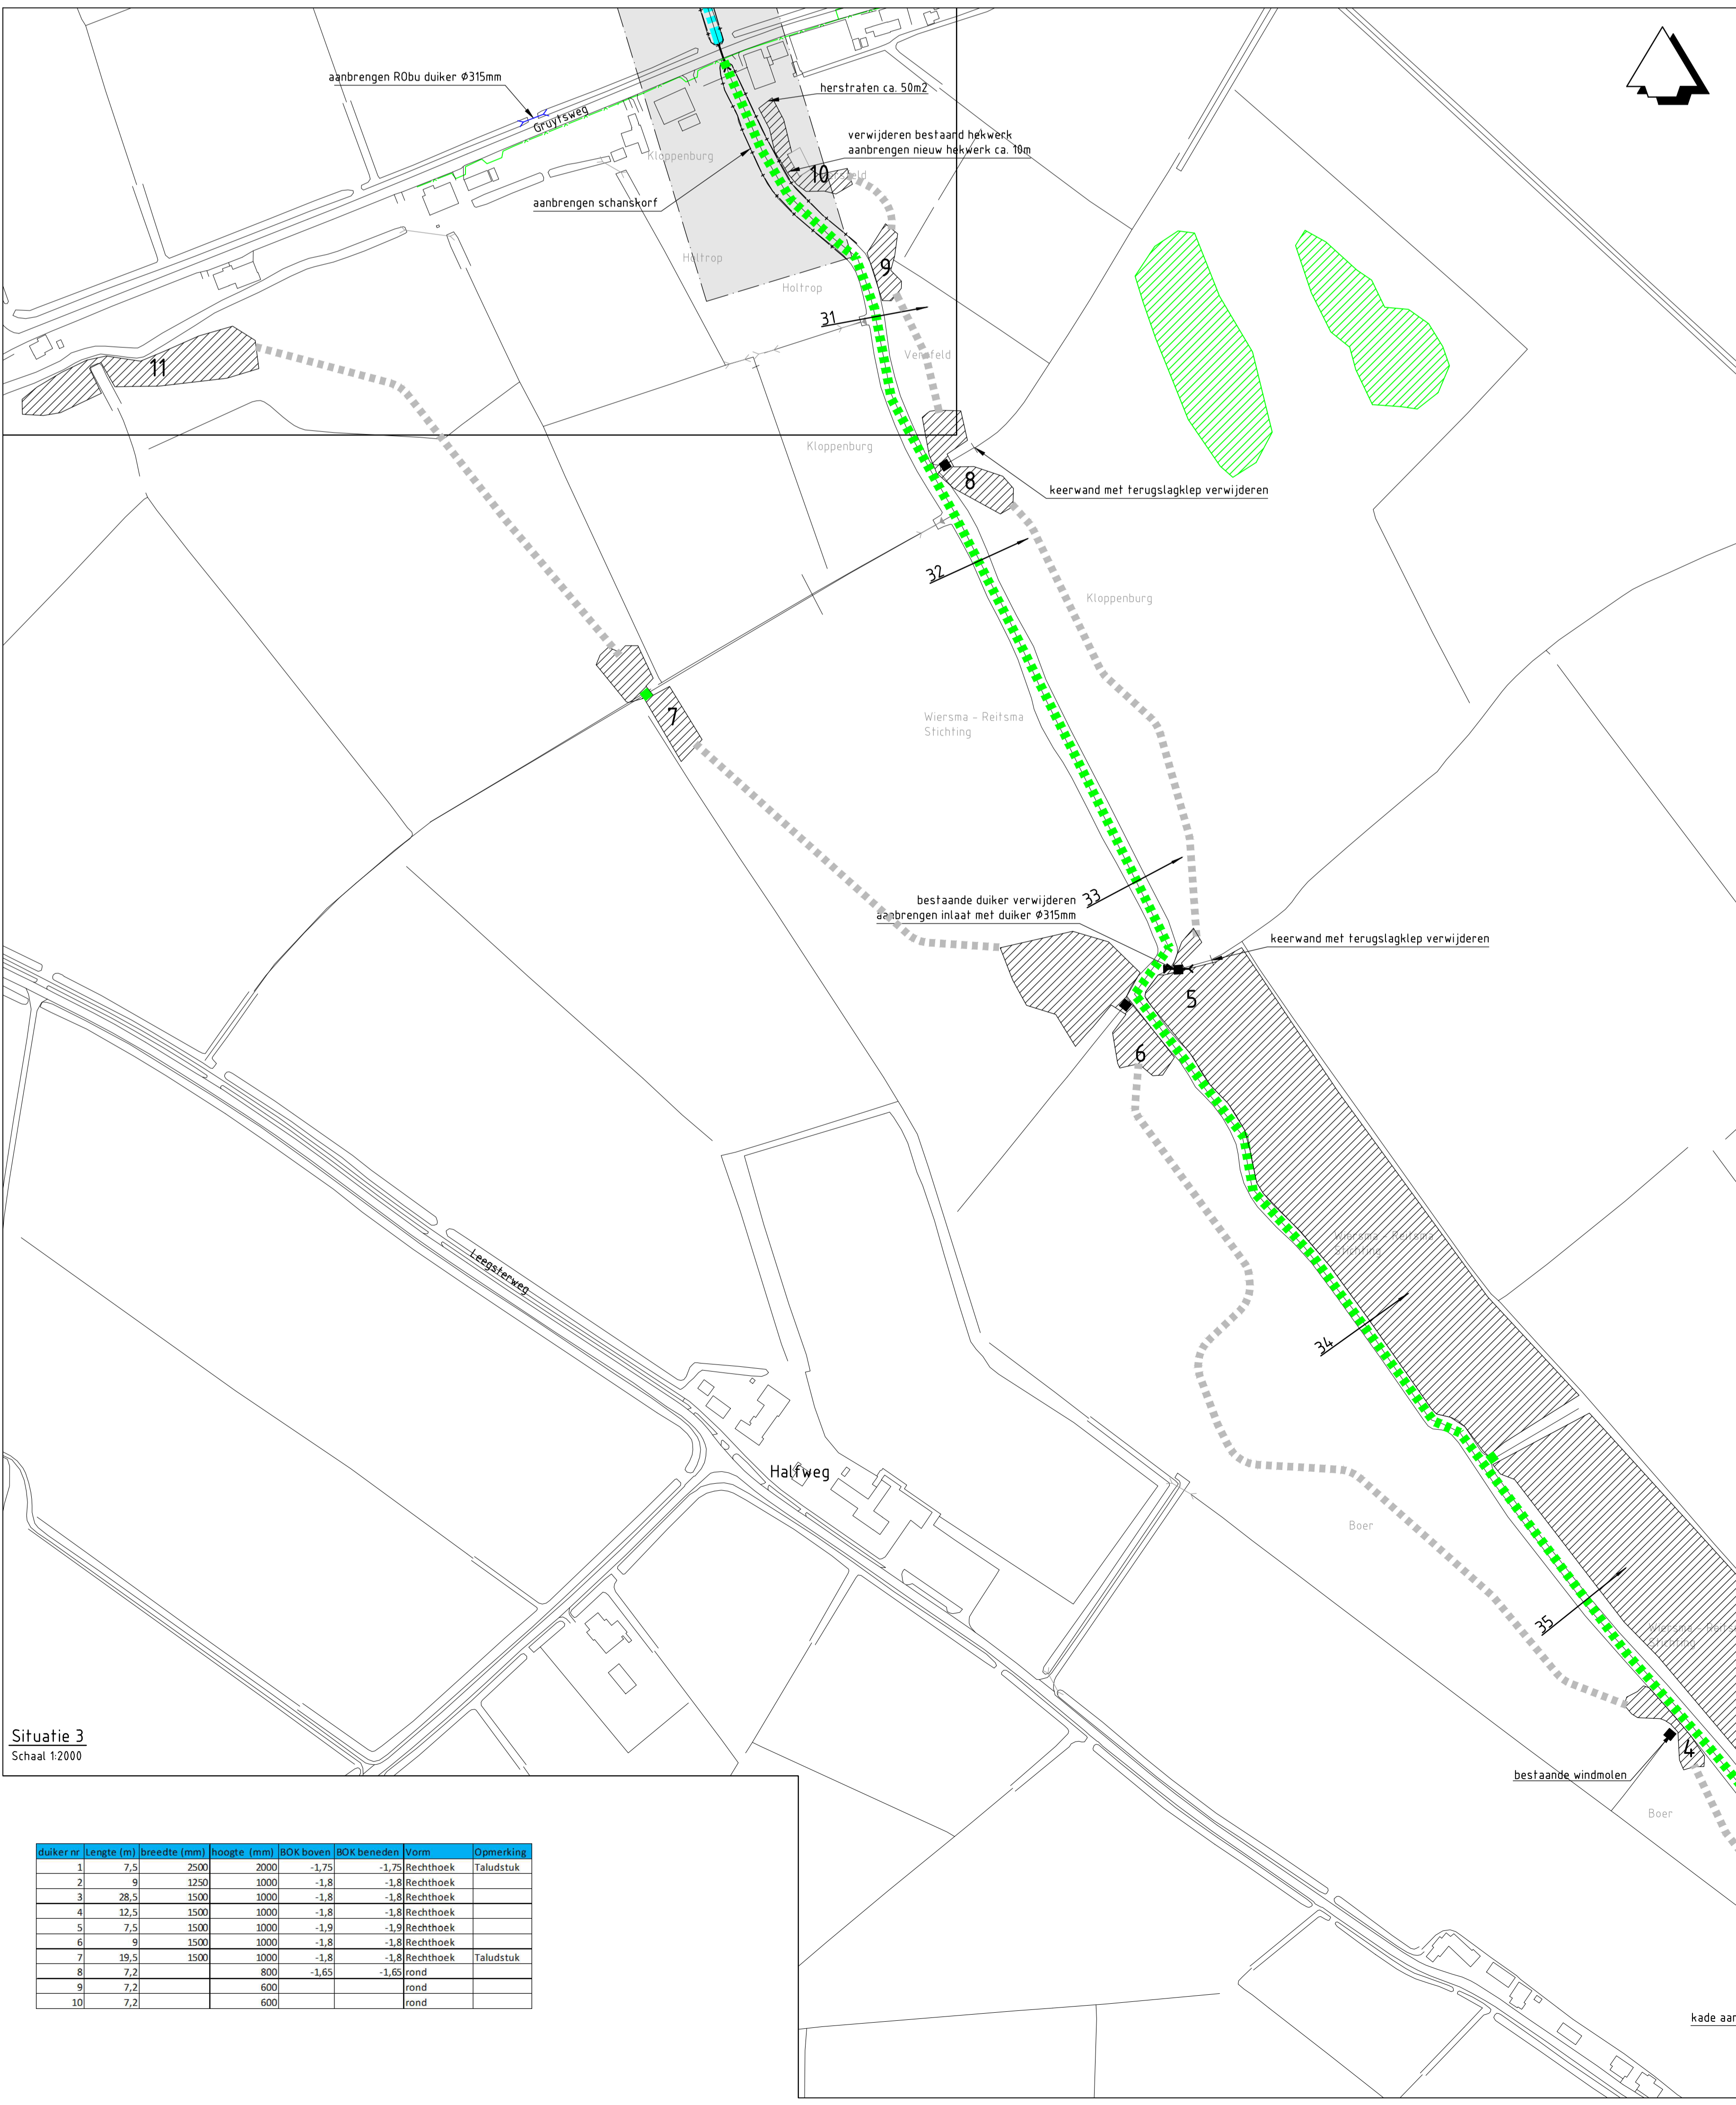 aanbrengen RObu duiker Ø315mm
herstraten ca. 50m2
Gruytsweg
verwijderen bestaand hekwerk
aanbrengen nieuw hekwerk ca. 10m
Kloppenburg
10
aanbrengen schanskorf
Holtrop
9
Holtrop
31
11
Kloppenburg
8
keerwand met terugslagklep verwijderen
32
Kloppenburg
7
Wiersma - Reitsma
Stichting
33
bestaande duiker verwijderen
aanbrengen inlaat met duiker Ø315mm
keerwand met terugslagklep verwijderen
5
6
Wiersma - Reitsma
Stichting
Leegsterweg
34
Halfweg
Boer
35
Stichting
Situatie 3
Schaal 1:2000
4
bestaande windmolen
Boer
duiker nr Lengte (m) breedte (mm) hoogte (mm) BOK boven BOK beneden Vorm Opmerking
1 7,5 2500 2000 -1,75 -1,75 Rechthoek Taludstuk
2 9 1250 1000 -1,8 -1,8 Rechthoek
3 28,5 1500 1000 -1,8 -1,8 Rechthoek
4 12,5 1500 1000 -1,8 -1,8 Rechthoek
5 7,5 1500 1000 -1,9 -1,9 Rechthoek
6 9 1500 1000 -1,8 -1,8 Rechthoek
7 19,5 1500 1000 -1,8 -1,8 Rechthoek Taludstuk
8 7,2 800 -1,65 -1,65 rond
9 7,2 600 rond
10 7,2 600 rond
kade aan